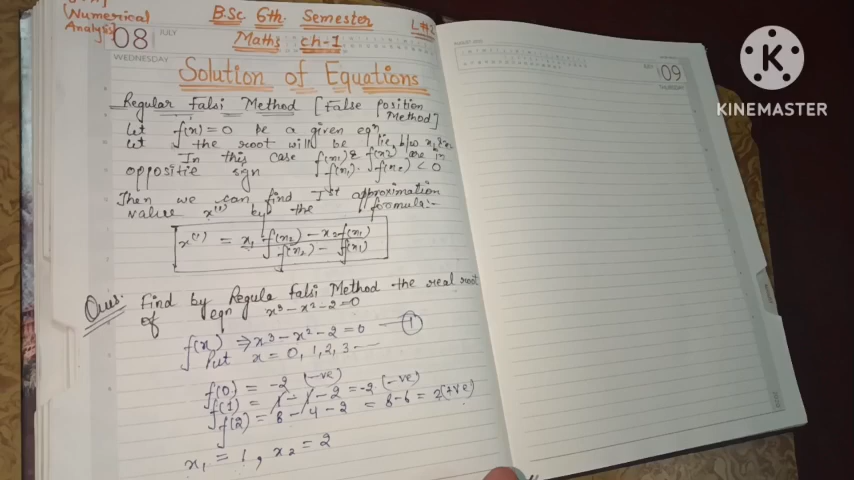 (Numerical
Analysis)
B.Sc 6th Semester
L#2
Maths ch-1
08 JULY
WEDNESDAY
Solution of Equations
Regular Falsi Method [False position
Method]
Let f(x) = 0 be a given eqn
Let the root will be lie b/w x₁ & x₂
In this case f(x₁) & f(x₂) are in
oppositie sgn f(x₁). f(x₂) < 0
Then we can find Ist approximation
value x⁽¹⁾ by the formula:-
x⁽¹⁾ = x₁ f(x₂) - x₂ f(x₁)
f(x₂) - f(x₁)
Ques. Find by Regula Falsi Method the real root
of eqn x³ - x² - 2 = 0
f(x) ⇒ x³ - x² - 2 = 0 — ①
Put x = 0, 1, 2, 3 —
f(0) = -2 (-ve)
f(1) = 1 - 1 - 2 = -2 (-ve)
f(2) = 8 - 4 - 2 = 8 - 6 = 2 (+ve)
x₁ = 1, x₂ = 2
09
THURSDAY
K
KINEMASTER